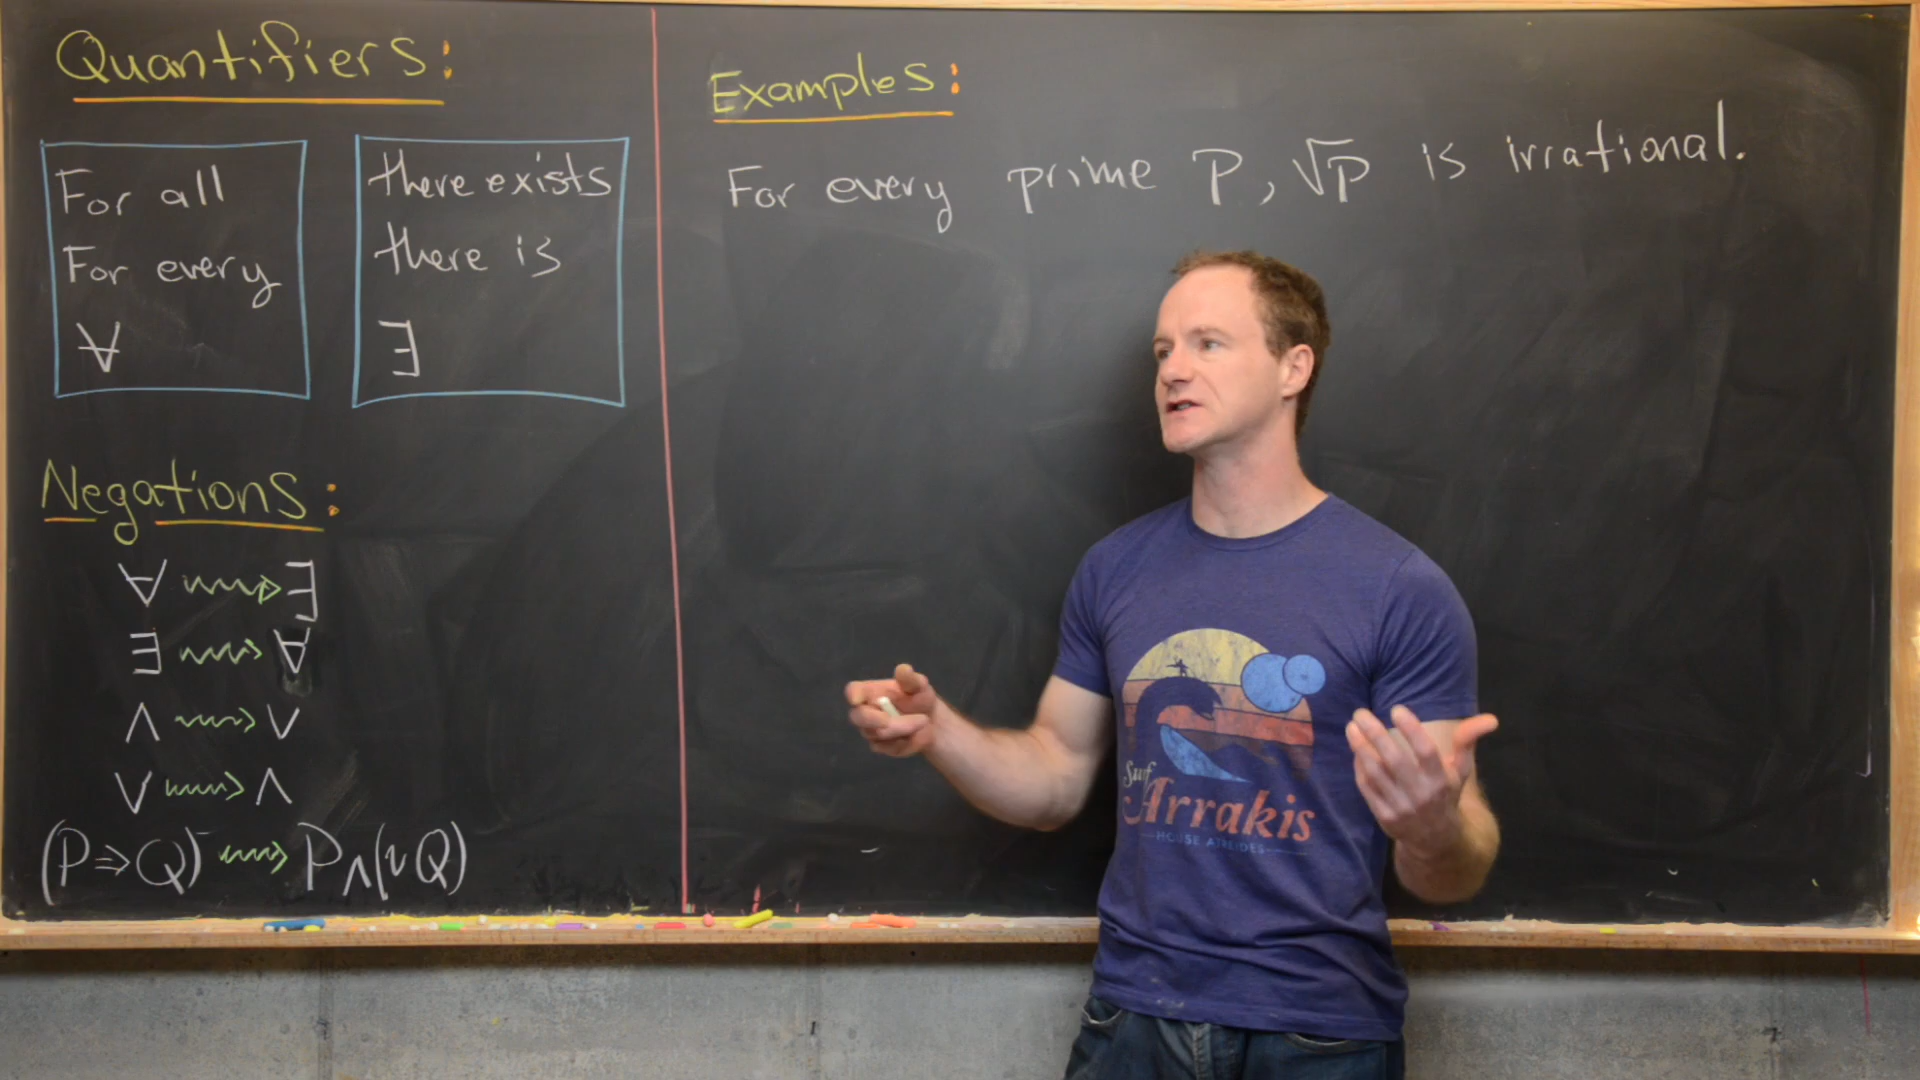 Quantifiers:
For all
For every
∀
there exists
there is
∃
Negations:
∀ ⇝ ∃
∃ ⇝ ∀
∧ ⇝ ∨
∨ ⇝ ∧
(P⇒Q) ⇝ P∧(~Q)
Examples:
For every prime P, √P is irrational.
Surf
Arrakis
HOUSE ATREIDES